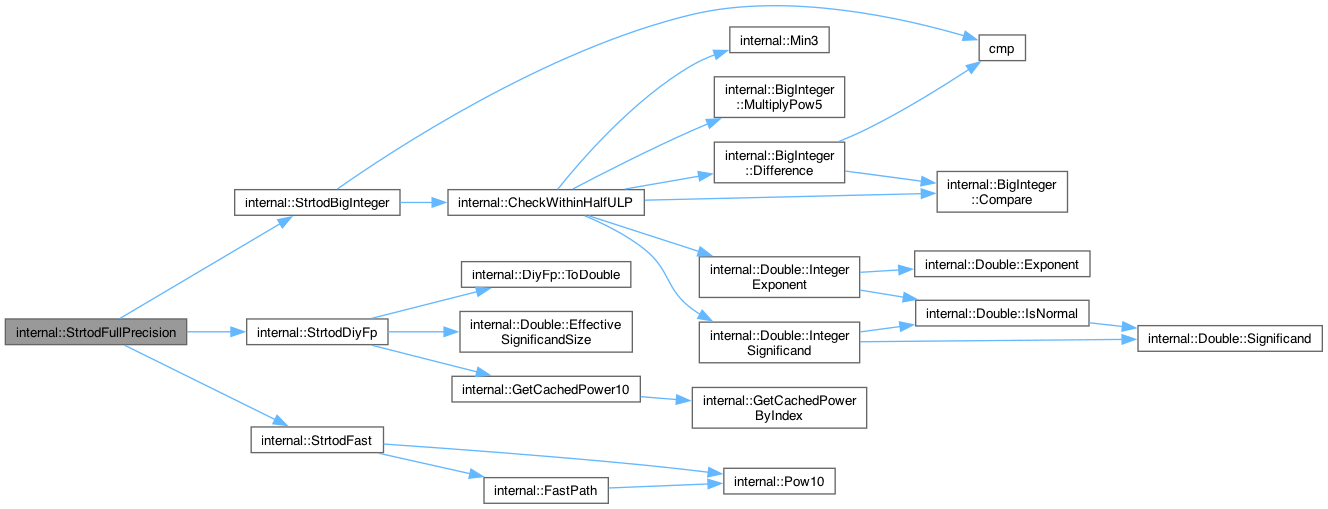 internal::StrtodFullPrecision
internal::StrtodBigInteger
internal::StrtodDiyFp
internal::StrtodFast
internal::CheckWithinHalfULP
internal::DiyFp::ToDouble
internal::Double::Effective
SignificandSize
internal::GetCachedPower10
internal::FastPath
internal::Min3
internal::BigInteger
::MultiplyPow5
internal::BigInteger
::Difference
internal::Double::Integer
Exponent
internal::Double::Integer
Significand
internal::GetCachedPower
ByIndex
internal::Pow10
cmp
internal::BigInteger
::Compare
internal::Double::Exponent
internal::Double::IsNormal
internal::Double::Significand